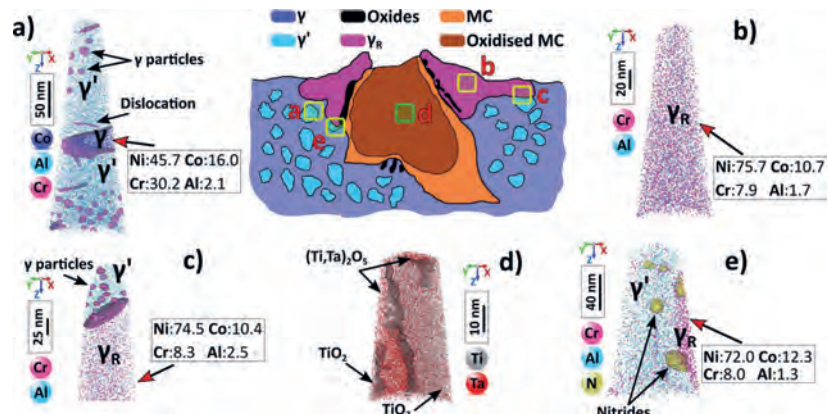 a)
Y X
Z
50 nm
Co
Al
Cr
γ particles
γ'
Dislocation
γ
γ'
Ni:45.7 Co:16.0
Cr:30.2 Al:2.1
γ Oxides MC
γ' γR Oxidised MC
a
b
c
d
e
b)
Y X
Z
20 nm
Cr
Al
γR
Ni:75.7 Co:10.7
Cr:7.9 Al:1.7
c)
Y X
Z
25 nm
Cr
Al
γ particles
γ'
γR
Ni:74.5 Co:10.4
Cr:8.3 Al:2.5
d)
(Ti,Ta)₂O₅
TiO₂
TiO₂
Y X
Z
10 nm
Ti
Ta
e)
Y X
Z
40 nm
Cr
Al
N
γ'
γR
Ni:72.0 Co:12.3
Cr:8.0 Al:1.3
Nitrides